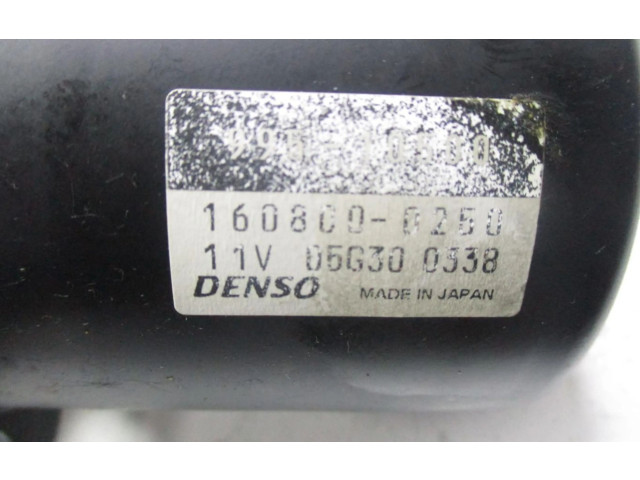 160800-0250
11V 05G30 0338
DENSO MADE IN JAPAN